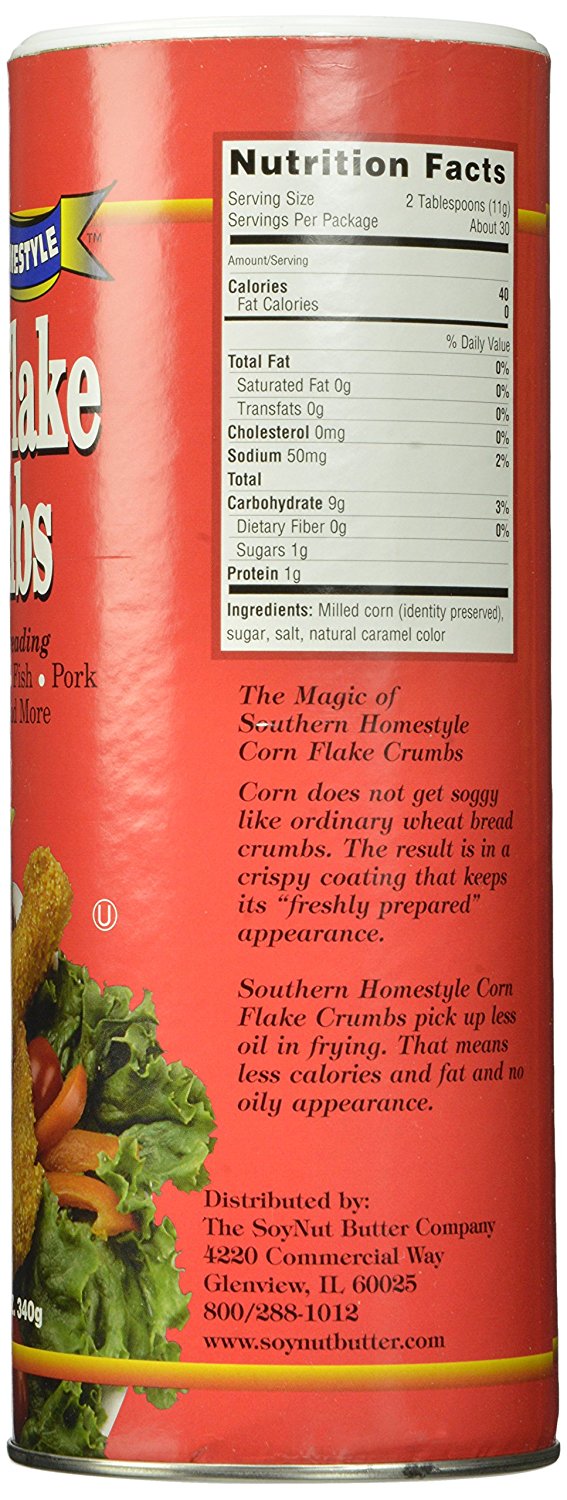 MESTYLE
TM
lake
bs
eading
Fish • Pork
d More
U
340g
Nutrition Facts
Serving Size 2 Tablespoons (11g)
Servings Per Package About 30
Amount/Serving
Calories 40
Fat Calories 0
% Daily Value
Total Fat 0%
Saturated Fat 0g 0%
Transfats 0g 0%
Cholesterol 0mg 0%
Sodium 50mg 2%
Total
Carbohydrate 9g 3%
Dietary Fiber 0g 0%
Sugars 1g
Protein 1g
Ingredients: Milled corn (identity preserved),
sugar, salt, natural caramel color
The Magic of
Southern Homestyle
Corn Flake Crumbs
Corn does not get soggy
like ordinary wheat bread
crumbs. The result is in a
crispy coating that keeps
its “freshly prepared”
appearance.
Southern Homestyle Corn
Flake Crumbs pick up less
oil in frying. That means
less calories and fat and no
oily appearance.
Distributed by:
The SoyNut Butter Company
4220 Commercial Way
Glenview, IL 60025
800/288-1012
www.soynutbutter.com